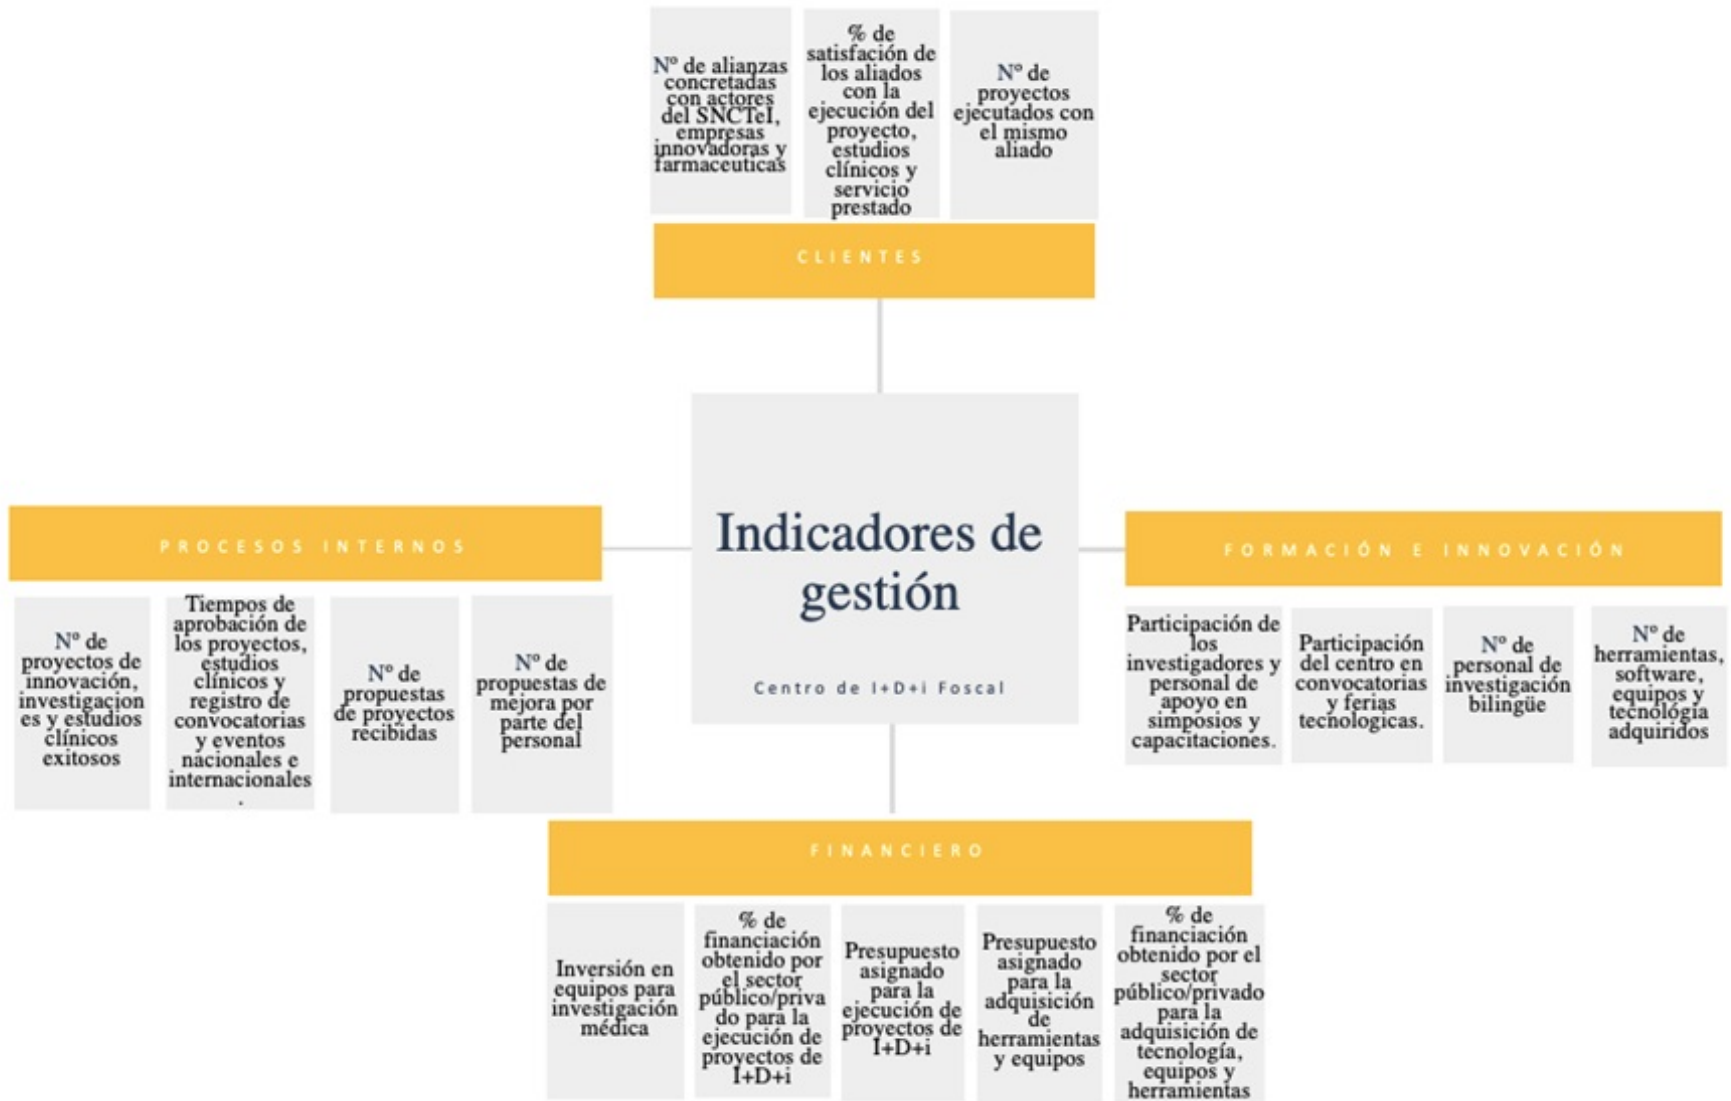 Nº de alianzas
concretadas
con actores
del SNCTeI,
empresas
innovadoras y
farmaceuticas
% de
satisfacción de
los aliados
con la
ejecución del
proyecto,
estudios
clínicos y
servicio
prestado
Nº de
proyectos
ejecutados con
el mismo
aliado
CLIENTES
Indicadores de
gestión
Centro de I+D+i Foscal
PROCESOS INTERNOS
Nº de
proyectos de
innovación,
investigacion
es y estudios
clínicos
exitosos
Tiempos de
aprobación de
los proyectos,
estudios
clínicos y
registro de
convocatorias
y eventos
nacionales e
internacionales
.
Nº de
propuestas
de proyectos
recibidas
Nº de
propuestas de
mejora por
parte del
personal
FORMACIÓN E INNOVACIÓN
Participación de
los
investigadores y
personal de
apoyo en
simposios y
capacitaciones.
Participación
del centro en
convocatorias
y ferias
tecnologicas.
Nº de
personal de
investigación
bilingüe
Nº de
herramientas,
software,
equipos y
tecnológia
adquiridos
FINANCIERO
Inversión en
equipos para
investigación
médica
% de
financiación
obtenido por
el sector
público/priva
do para la
ejecución de
proyectos de
I+D+i
Presupuesto
asignado
para la
ejecución de
proyectos de
I+D+i
Presupuesto
asignado
para la
adquisición
de
herramientas
y equipos
% de
financiación
obtenido por el
sector
público/privado
para la
adquisición de
tecnología,
equipos y
herramientas